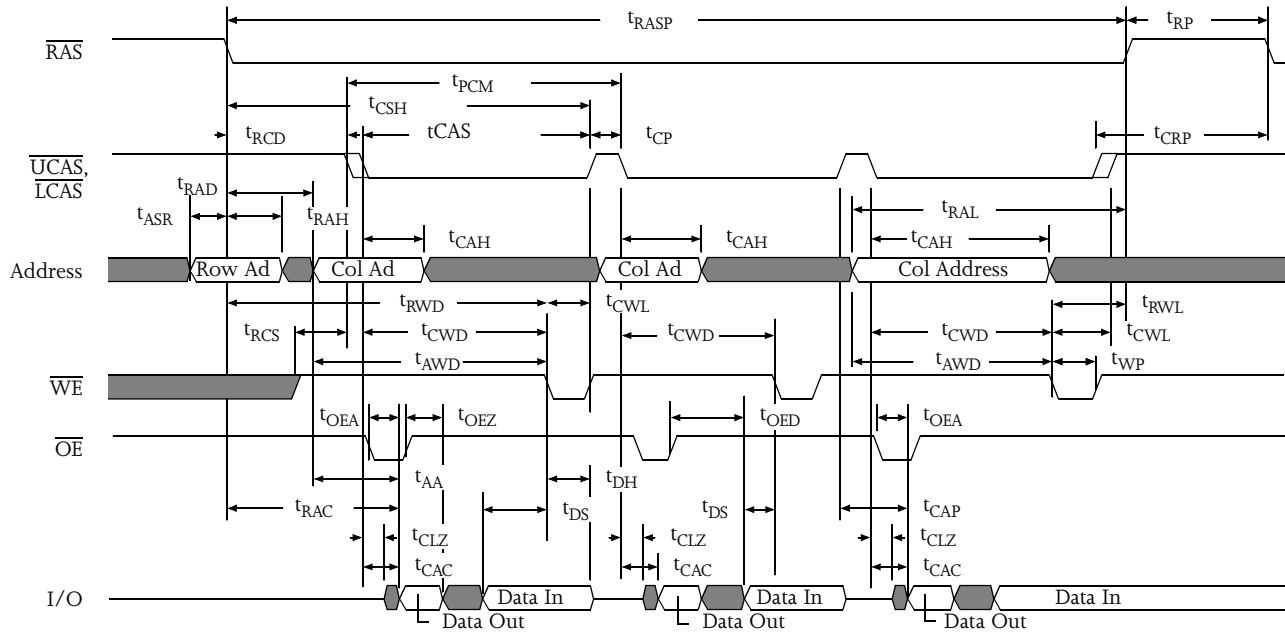 tRASP
tRP
RAS
tPCM
tCSH
tRCD
tCAS
tCP
tCRP
UCAS,
LCAS
tRAD
tASR
tRAH
tRAL
tCAH
tCAH
tCAH
Address
Row Ad
Col Ad
Col Ad
Col Address
tRWD
tCWL
tRWL
tRCS
tCWD
tCWD
tCWD
tCWL
tAWD
tAWD
tWP
WE
tOEA
tOEZ
tOED
tOEA
OE
tAA
tDH
tRAC
tDS
tDS
tCAP
tCLZ
tCLZ
tCLZ
tCAC
tCAC
tCAC
I/O
Data In
Data In
Data In
Data Out
Data Out
Data Out